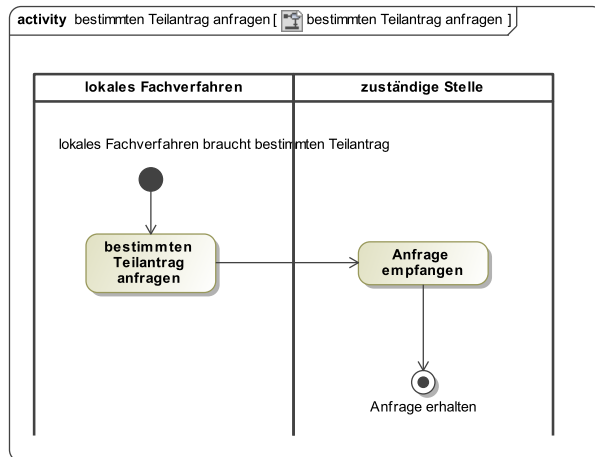 activity bestimmten Teilantrag anfragen [ bestimmten Teilantrag anfragen ]
lokales Fachverfahren
zuständige Stelle
lokales Fachverfahren braucht bestimmten Teilantrag
bestimmten
Teilantrag
anfragen
Anfrage
empfangen
Anfrage erhalten